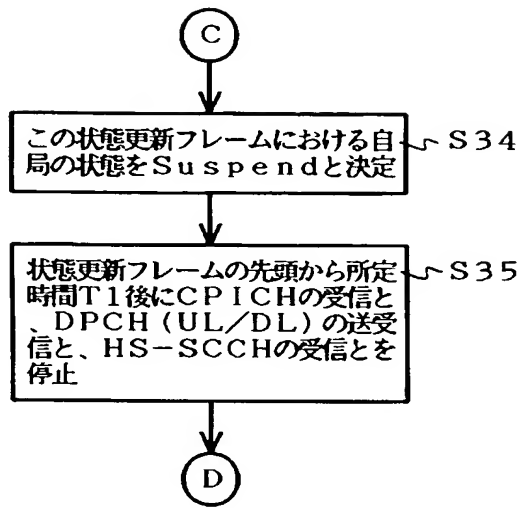 C
この状態更新フレームにおける自
局の状態をSuspendと決定
S34
状態更新フレームの先頭から所定
時間T1後にCPICHの受信と
、DPCH(UL/DL)の送受
信と、HS-SCCHの受信とを
停止
S35
D